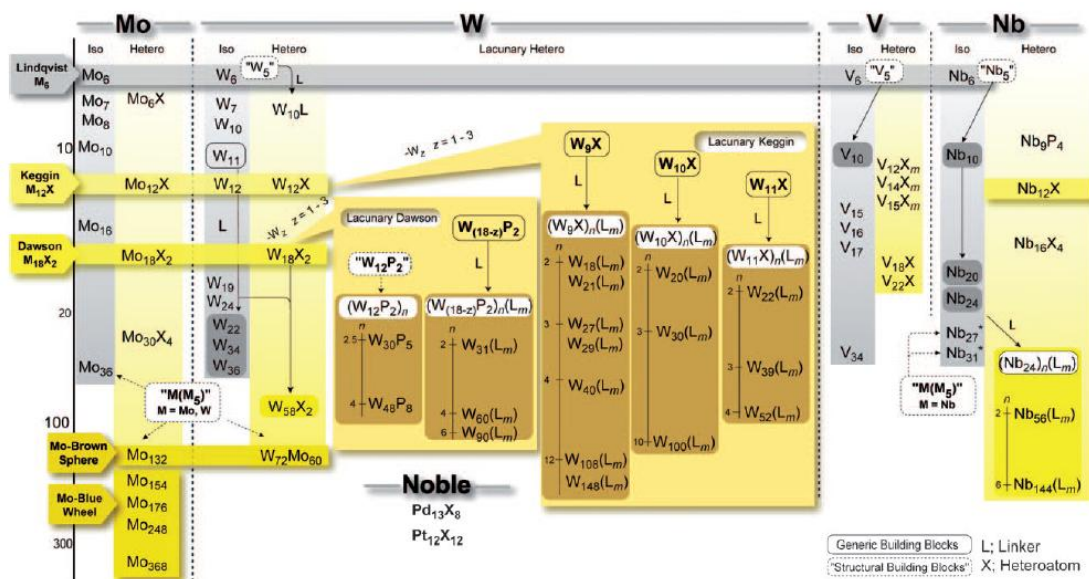 Mo
W
V
Nb
Iso Hetero
Iso Hetero
Lacunary Hetero
Iso Hetero
Iso Hetero
Lindqvist
M6
Mo6
W6
"W5"
L
V6
"V5"
Nb6
"Nb5"
Mo7
Mo6X
Mo8
W7
W10L
W10
10
Mo10
W11
Keggin
M12X
Mo12X
W12
W12X
-Wz z = 1 - 3
Mo16
L
-Wz z = 1 - 3
Dawson
M18X2
Mo18X2
W18X2
W19
W24
20
W22
W34
W36
Mo30X4
Mo36
"M(M5)"
M = Mo, W
W58X2
100
Mo-Brown
Sphere
Mo132
W72Mo60
Mo154
Mo-Blue
Wheel
Mo176
Mo248
300
Mo368
Lacunary Dawson
"W12P2"
W(18-z)P2
L
(W12P2)n
(W(18-z)P2)n(Lm)
n
2.5
W30P5
4
W48P8
n
2
W31(Lm)
4
W60(Lm)
6
W90(Lm)
Noble
Pd13X8
Pt12X12
Lacunary Keggin
W9X
L
(W9X)n(Lm)
n
2
W18(Lm)
W21(Lm)
3
W27(Lm)
W29(Lm)
4
W40(Lm)
12
W108(Lm)
W148(Lm)
W10X
L
(W10X)n(Lm)
n
2
W20(Lm)
3
W30(Lm)
10
W100(Lm)
W11X
L
(W11X)n(Lm)
n
2
W22(Lm)
3
W39(Lm)
4
W52(Lm)
V10
V12Xm
V14Xm
V15Xm
V15
V16
V17
V18X
V22X
V34
Nb10
Nb9P4
Nb12X
Nb16X4
Nb20
Nb24
L
Nb27*
Nb31*
"M(M5)"
M = Nb
(Nb24)n(Lm)
n
2
Nb56(Lm)
6
Nb144(Lm)
Generic Building Blocks
L; Linker
"Structural Building Blocks"
X; Heteroatom